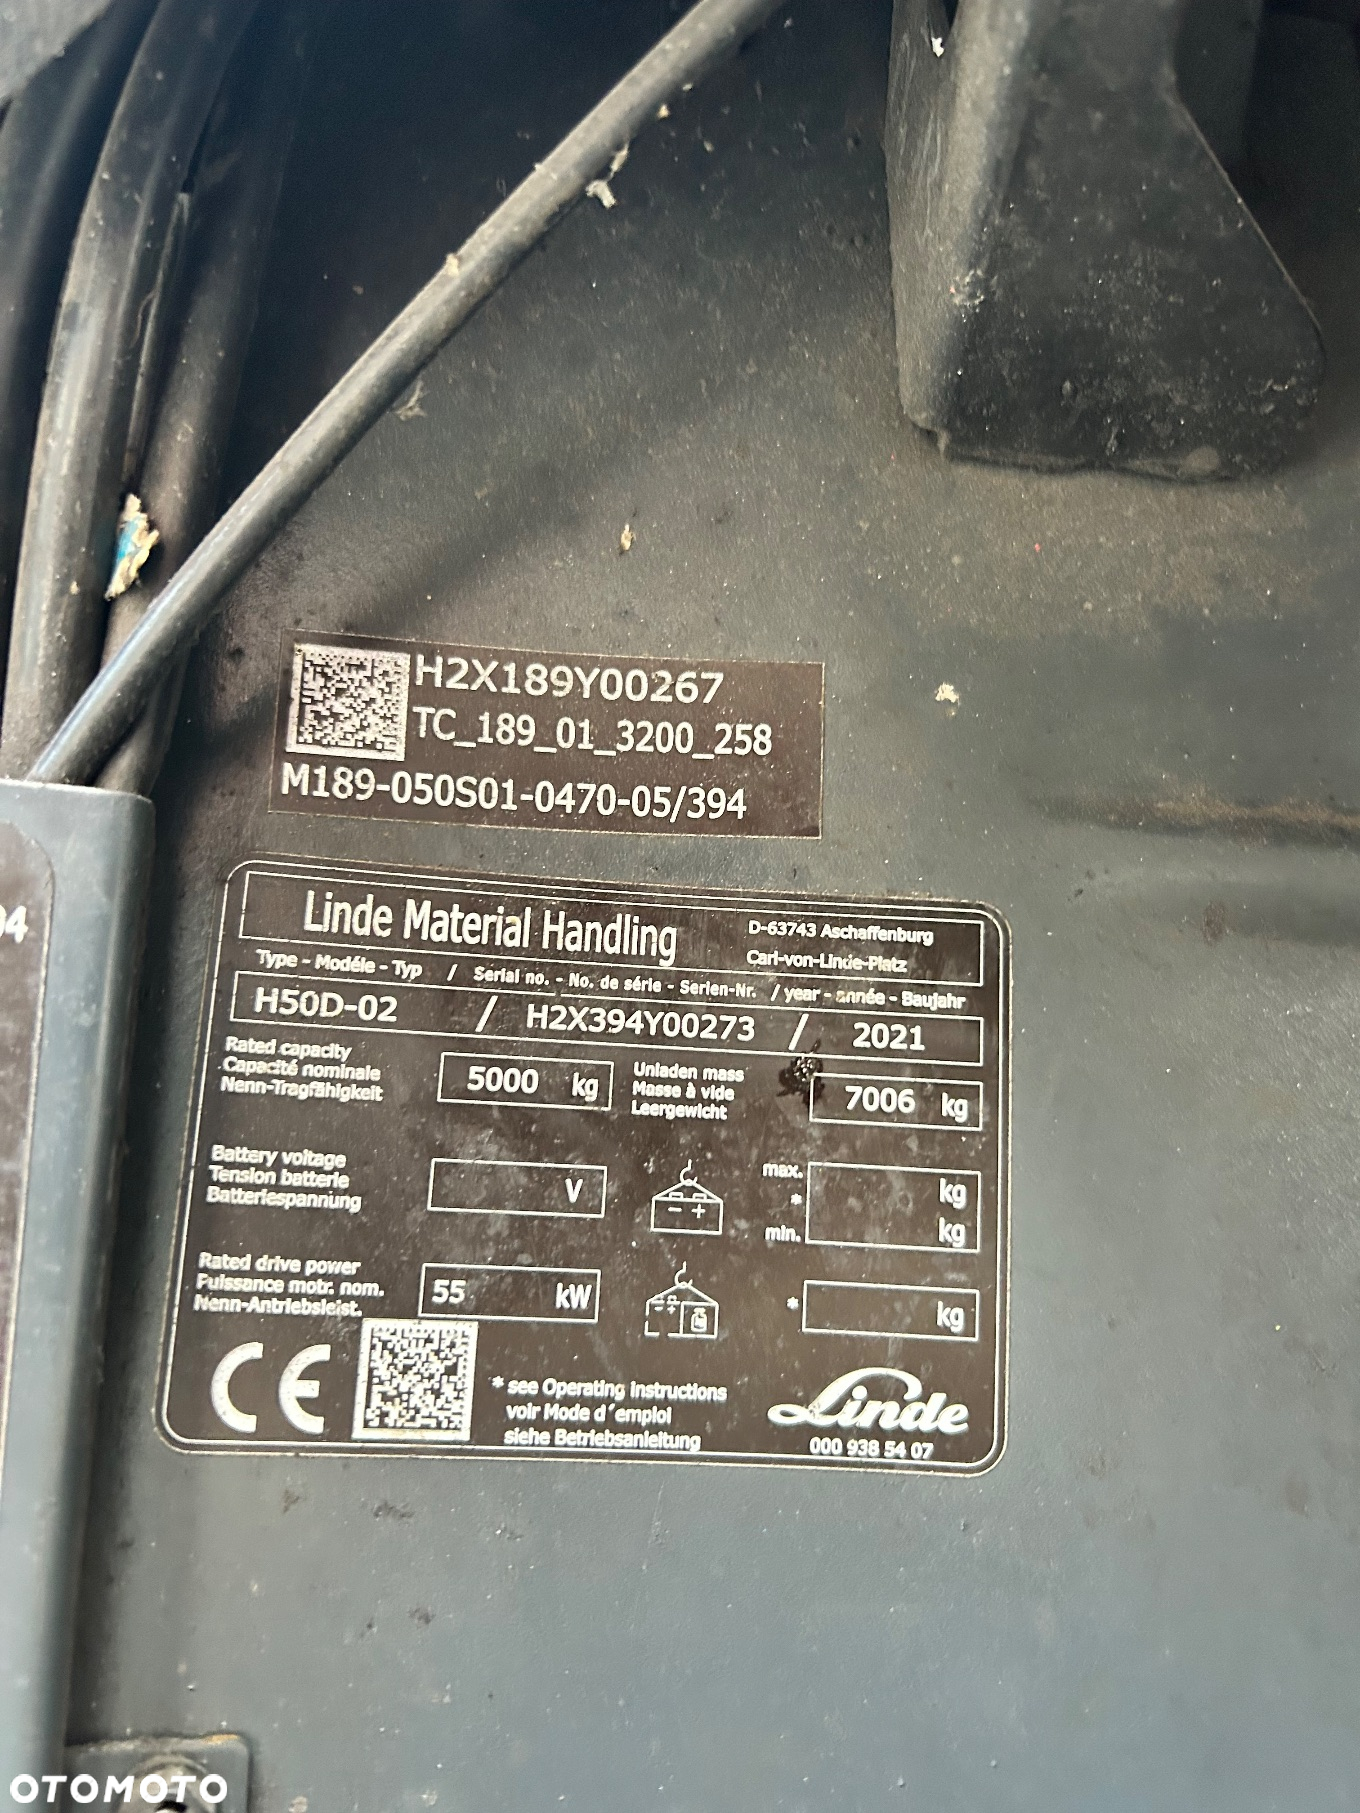 H2X189Y00267
TC_189_01_3200_258
M189-050S01-0470-05/394
94
Linde Material Handling
D-63743 Aschaffenburg
Carl-von-Linde-Platz
Type - Modéle - Typ / Serial no. - No. de série - Serien-Nr. / year - année - Baujahr
H50D-02 / H2X394Y00273 / 2021
Rated capacity
Capacité nominale
Nenn-Tragfähigkeit
5000 kg
Unladen mass
Masse à vide
Leergewicht
7006 kg
Battery voltage
Tension batterie
Batteriespannung
V
- +
max.
*
min.
kg
kg
Rated drive power
Puissance motr. nom.
Nenn-Antriebsleist.
55 kW
- +
*
kg
CE
* see Operating instructions
voir Mode d´emploi
siehe Betriebsanleitung
Linde
000 938 54 07
OTOMOTO